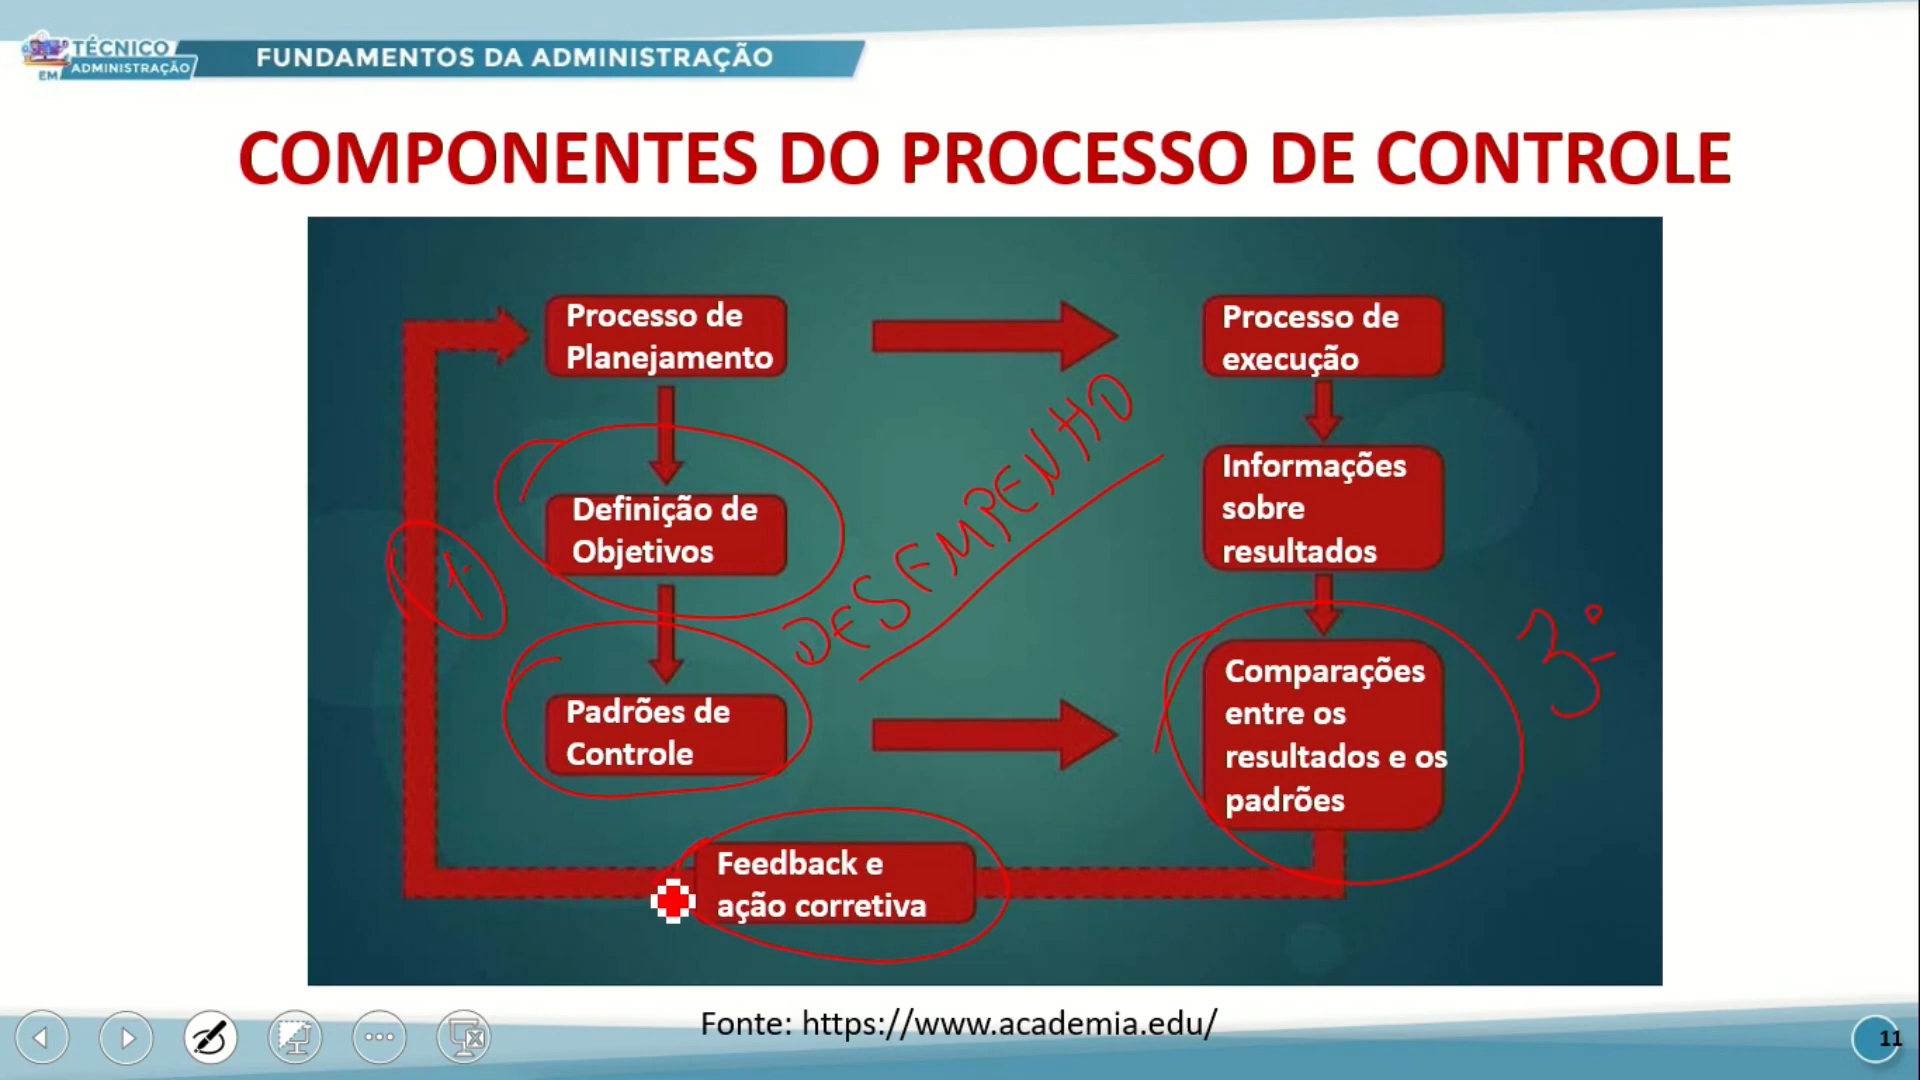 TÉCNICO
EM ADMINISTRAÇÃO
FUNDAMENTOS DA ADMINISTRAÇÃO
COMPONENTES DO PROCESSO DE CONTROLE
Processo de
Planejamento
Processo de
execução
Definição de
Objetivos
Informações
sobre
resultados
DESEMPENHO
Padrões de
Controle
Comparações
entre os
resultados e os
padrões
3º
Feedback e
ação corretiva
Fonte: https://www.academia.edu/
11